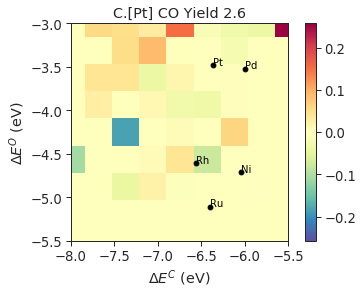 C.[Pt] CO Yield 2.6
−3.0
−3.5
−4.0
−4.5
−5.0
−5.5
ΔE^O (eV)
Pt
Pd
Rh
Ni
Ru
−8.0 −7.5 −7.0 −6.5 −6.0 −5.5
ΔE^C (eV)
0.2
0.1
0.0
−0.1
−0.2